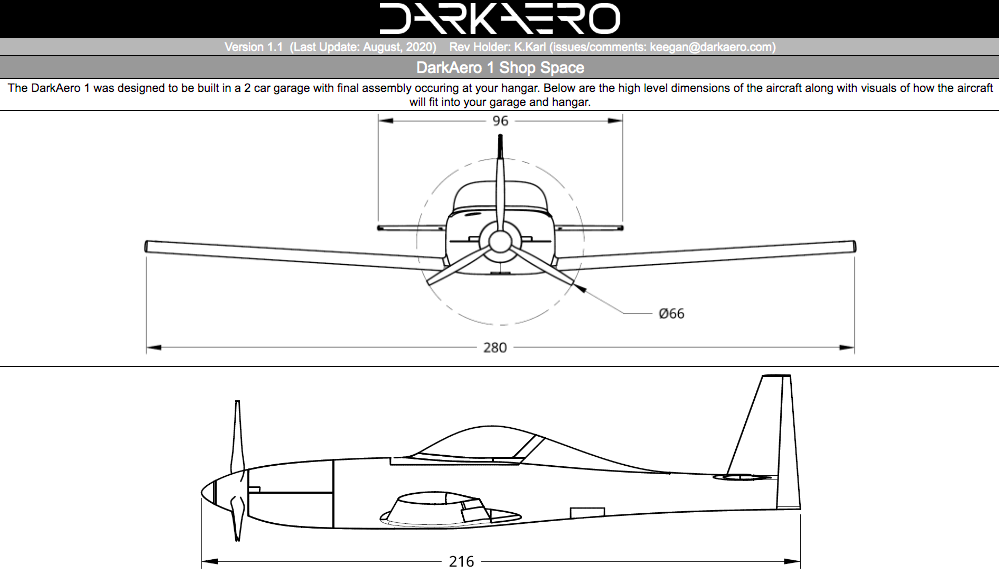 DARKAERO
Version 1.1 (Last Update: August, 2020) Rev Holder: K.Karl (issues/comments: keegan@darkaero.com)
DarkAero 1 Shop Space
The DarkAero 1 was designed to be built in a 2 car garage with final assembly occuring at your hangar. Below are the high level dimensions of the aircraft along with visuals of how the aircraft
will fit into your garage and hangar.
96
Ø66
280
216